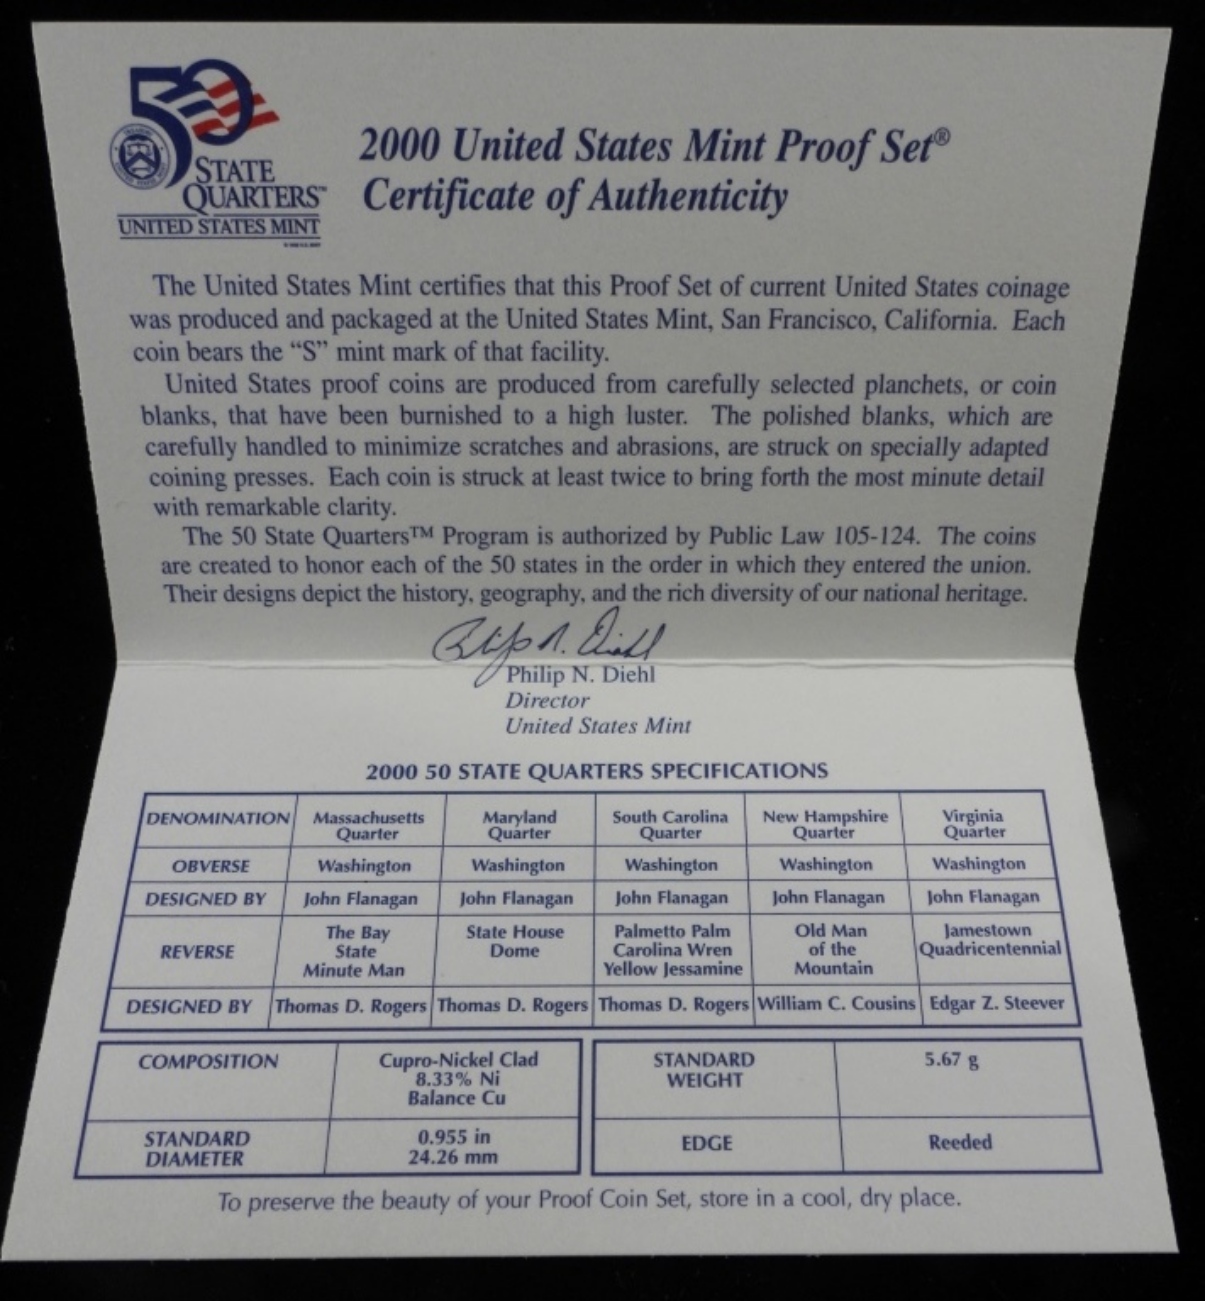 50
STATE
QUARTERS™
UNITED STATES MINT
2000 United States Mint Proof Set®
Certificate of Authenticity
The United States Mint certifies that this Proof Set of current United States coinage
was produced and packaged at the United States Mint, San Francisco, California. Each
coin bears the “S” mint mark of that facility.
United States proof coins are produced from carefully selected planchets, or coin
blanks, that have been burnished to a high luster. The polished blanks, which are
carefully handled to minimize scratches and abrasions, are struck on specially adapted
coining presses. Each coin is struck at least twice to bring forth the most minute detail
with remarkable clarity.
The 50 State Quarters™ Program is authorized by Public Law 105-124. The coins
are created to honor each of the 50 states in the order in which they entered the union.
Their designs depict the history, geography, and the rich diversity of our national heritage.
Philip N. Diehl
Philip N. Diehl
Director
United States Mint
2000 50 STATE QUARTERS SPECIFICATIONS
DENOMINATION Massachusetts Quarter Maryland Quarter South Carolina Quarter New Hampshire Quarter Virginia Quarter
OBVERSE Washington Washington Washington Washington Washington
DESIGNED BY John Flanagan John Flanagan John Flanagan John Flanagan John Flanagan
REVERSE The Bay State Minute Man State House Dome Palmetto Palm Carolina Wren Yellow Jessamine Old Man of the Mountain Jamestown Quadricentennial
DESIGNED BY Thomas D. Rogers Thomas D. Rogers Thomas D. Rogers William C. Cousins Edgar Z. Steever
COMPOSITION Cupro-Nickel Clad 8.33% Ni Balance Cu
STANDARD WEIGHT 5.67 g
STANDARD DIAMETER 0.955 in 24.26 mm
EDGE Reeded
To preserve the beauty of your Proof Coin Set, store in a cool, dry place.